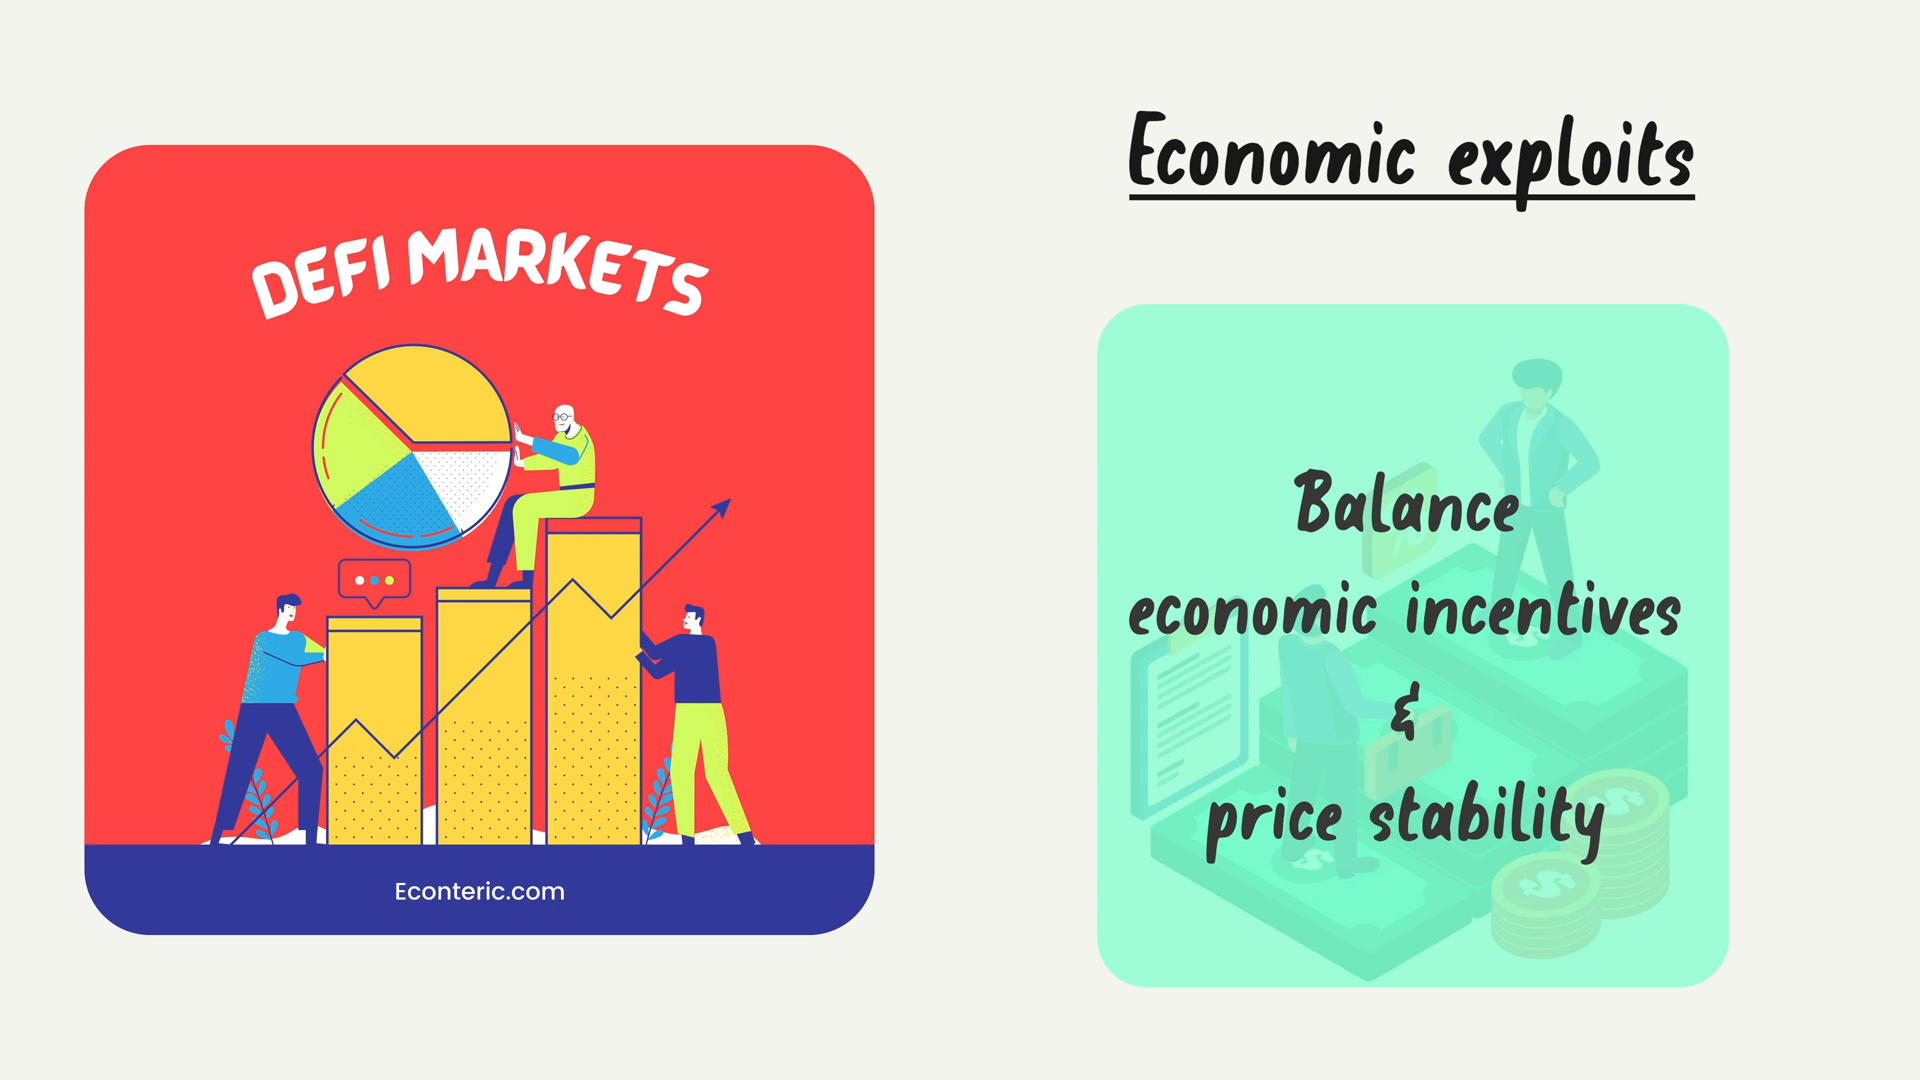 DEFI MARKETS
Econteric.com
Economic exploits
Balance
economic incentives
&
price stability